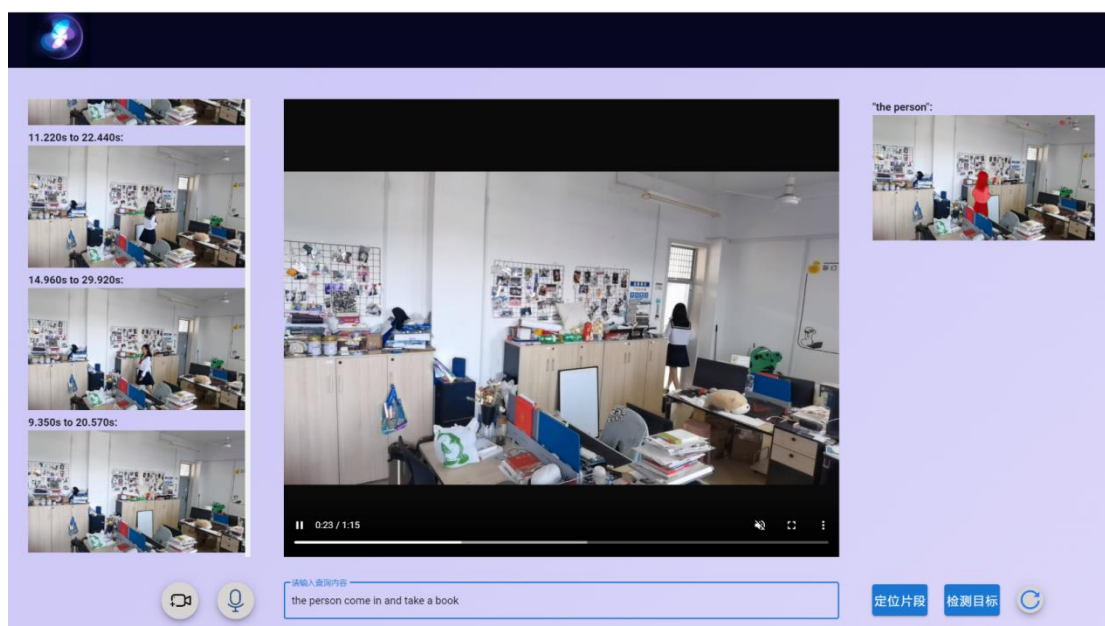 11.220s to 22.440s:
14.960s to 29.920s:
9.350s to 20.570s:
0:23 / 1:15
请输入查询内容
the person come in and take a book
"the person":
定位片段
检测目标